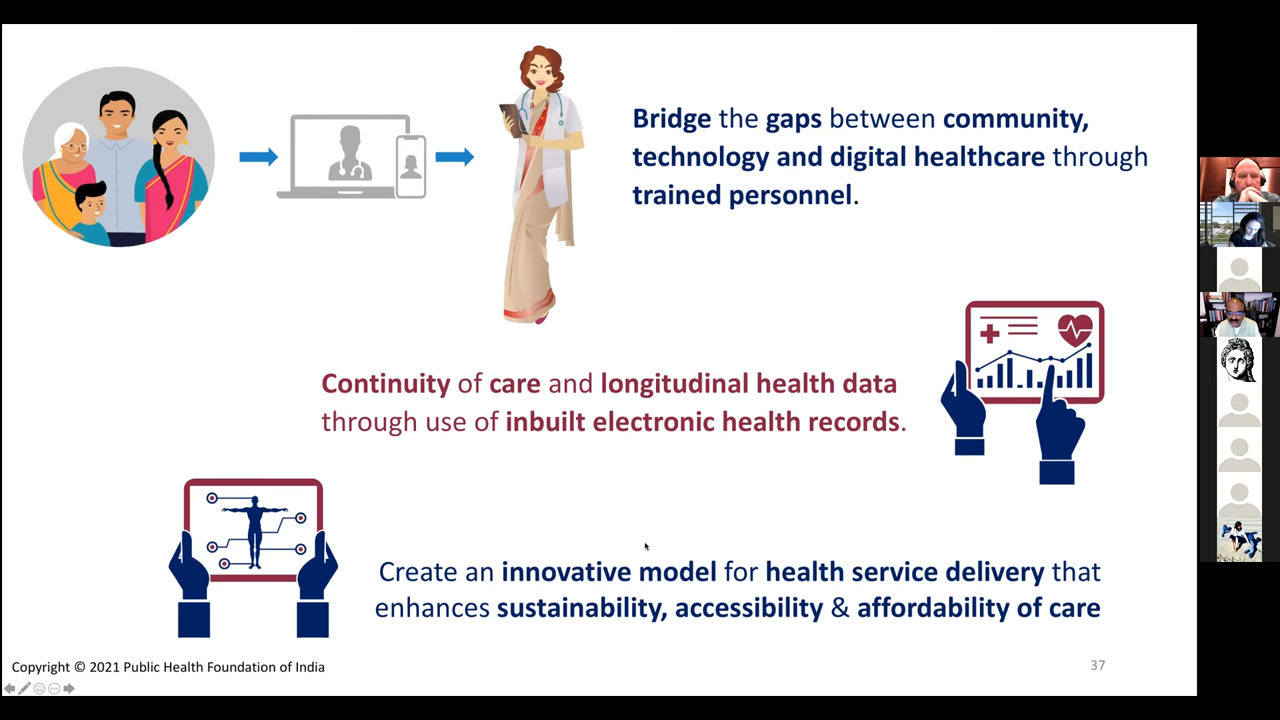 Bridge the gaps between community,
technology and digital healthcare through
trained personnel.
Continuity of care and longitudinal health data
through use of inbuilt electronic health records.
Create an innovative model for health service delivery that
enhances sustainability, accessibility & affordability of care
Copyright © 2021 Public Health Foundation of India
37